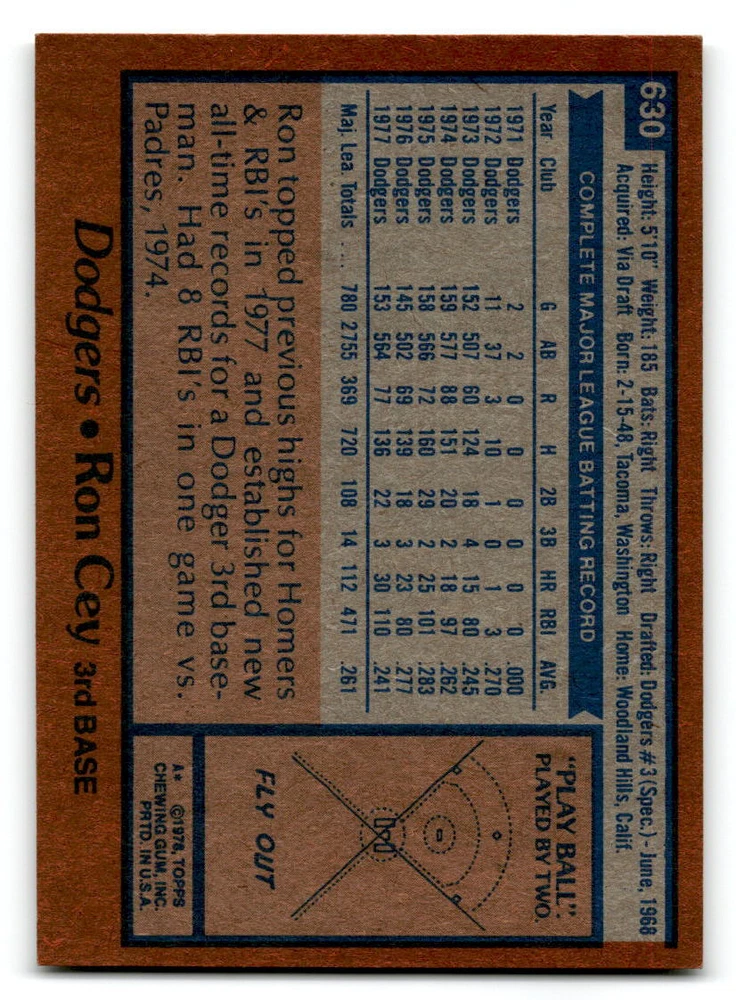 630
Height: 5'10" Weight: 185 Bats: Right Throws: Right Drafted: Dodgers #3 (Spec.) - June, 1968
Acquired: Via Draft Born: 2-15-48, Tacoma, Washington Home: Woodland Hills, Calif.
COMPLETE MAJOR LEAGUE BATTING RECORD
Year Club G AB R H 2B 3B HR RBI AVG.
1971 Dodgers 2 2 0 0 0 0 0 0 .000
1972 Dodgers 11 37 3 10 1 0 1 3 .270
1973 Dodgers 152 507 60 124 18 4 15 80 .245
1974 Dodgers 159 577 88 151 20 2 18 97 .262
1975 Dodgers 158 566 72 160 29 2 25 101 .283
1976 Dodgers 145 502 69 139 18 3 23 80 .277
1977 Dodgers 153 564 77 136 22 3 30 110 .241
Maj. Lea. Totals .... 780 2755 369 720 108 14 112 471 .261
Ron topped previous highs for Homers
& RBI's in 1977 and established new
all-time records for a Dodger 3rd base-
man. Had 8 RBI's in one game vs.
Padres, 1974.
"PLAY BALL".
PLAYED BY TWO.
FLY OUT
A* ©1978, TOPPS
CHEWING GUM, INC.
PRTD. IN U.S.A.
Dodgers • Ron Cey 3rd BASE